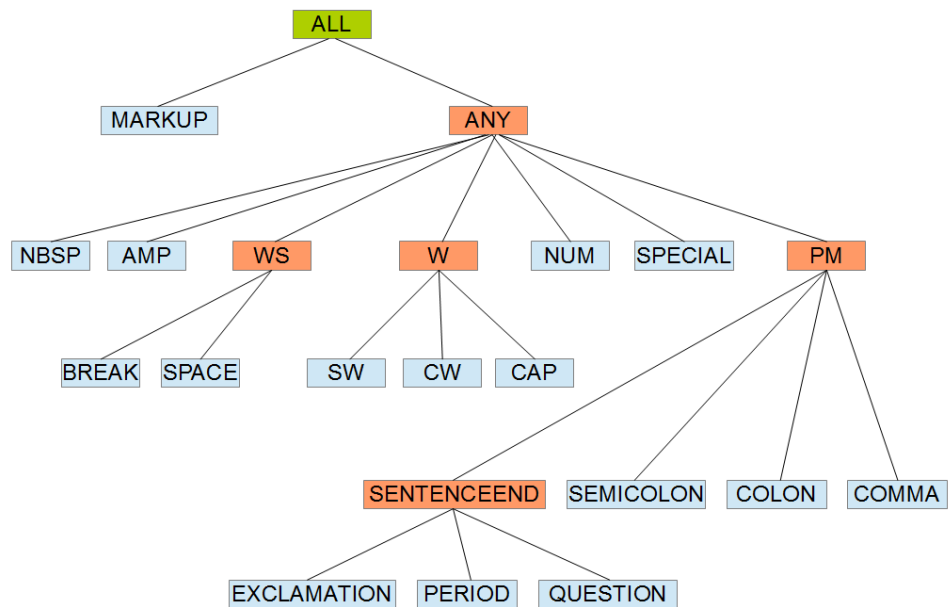 ALL
MARKUP
ANY
NBSP
AMP
WS
W
NUM
SPECIAL
PM
BREAK
SPACE
SW
CW
CAP
SENTENCEEND
SEMICOLON
COLON
COMMA
EXCLAMATION
PERIOD
QUESTION